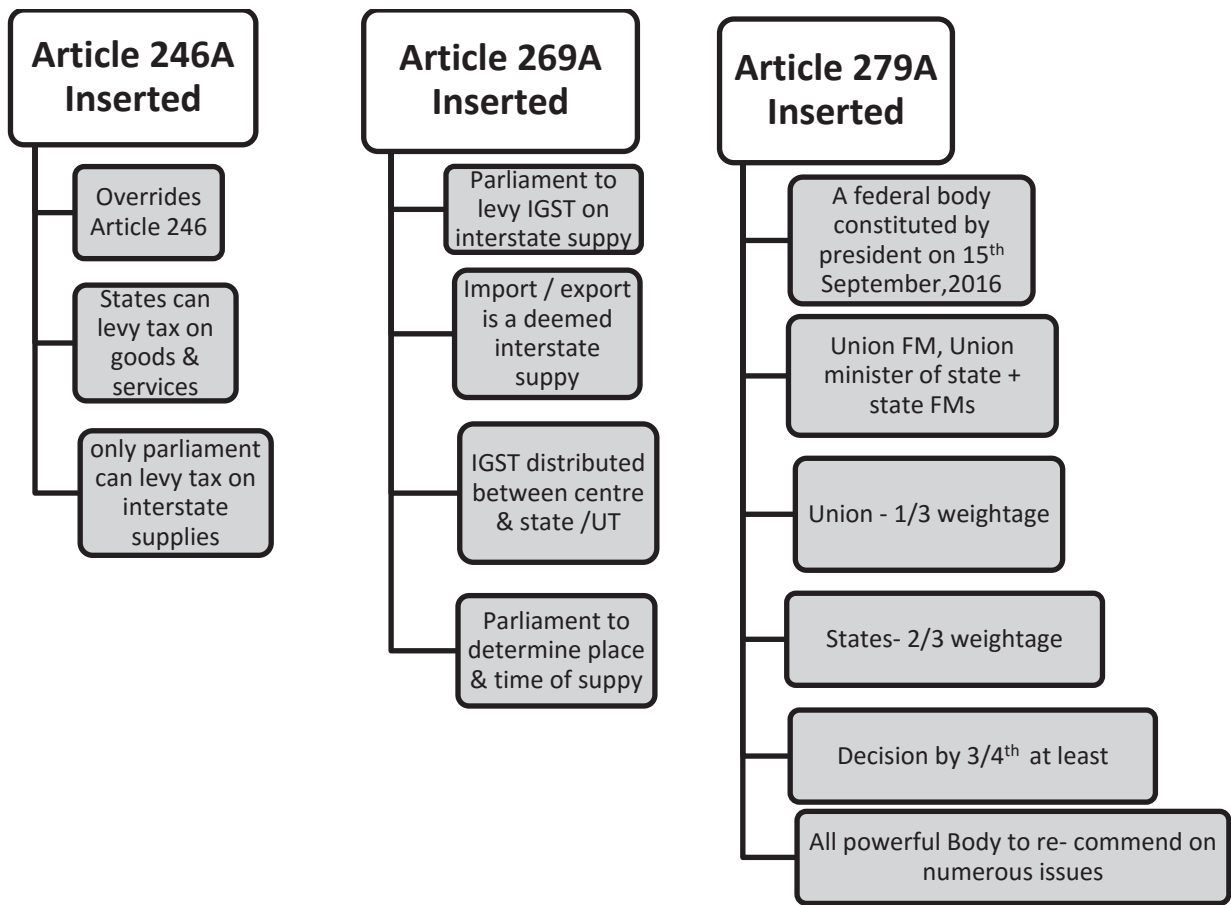 Article 246A
Inserted
Overrides
Article 246
States can
levy tax on
goods &
services
only parliament
can levy tax on
interstate
supplies
Article 269A
Inserted
Parliament to
levy IGST on
interstate suppy
Import / export
is a deemed
interstate
suppy
IGST distributed
between centre
& state /UT
Parliament to
determine place
& time of suppy
Article 279A
Inserted
A federal body
constituted by
president on 15th
September,2016
Union FM, Union
minister of state +
state FMs
Union - 1/3 weightage
States- 2/3 weightage
Decision by 3/4th at least
All powerful Body to re- commend on
numerous issues